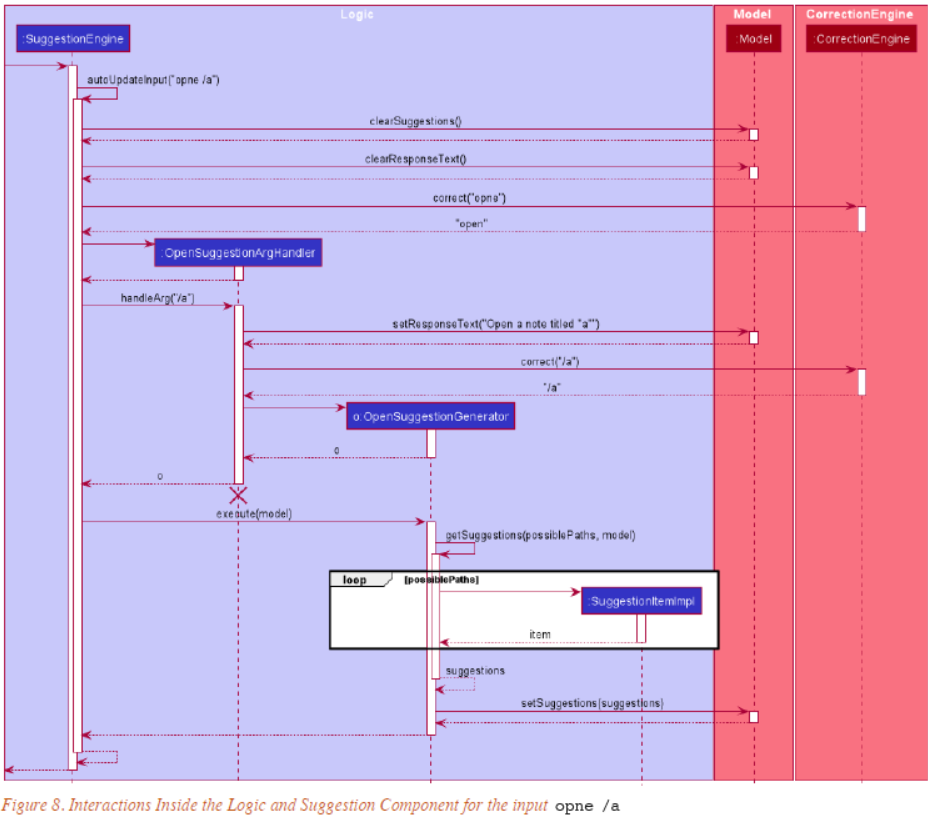 Logic
Model
CorrectionEngine
:SuggestionEngine
:Model
:CorrectionEngine
autoUpdateInput("opne /a")
clearSuggestions()
clearResponseText()
correct("opne")
"open"
:OpenSuggestionArgHandler
handleArg("/a")
setResponseText("Open a note titled "a"")
correct("/a")
"/a"
o:OpenSuggestionGenerator
o
o
execute(model)
getSuggestions(possiblePaths, model)
loop
[possiblePaths]
:SuggestionItemImpl
item
suggestions
setSuggestions(suggestions)
Figure 8. Interactions Inside the Logic and Suggestion Component for the input opne /a